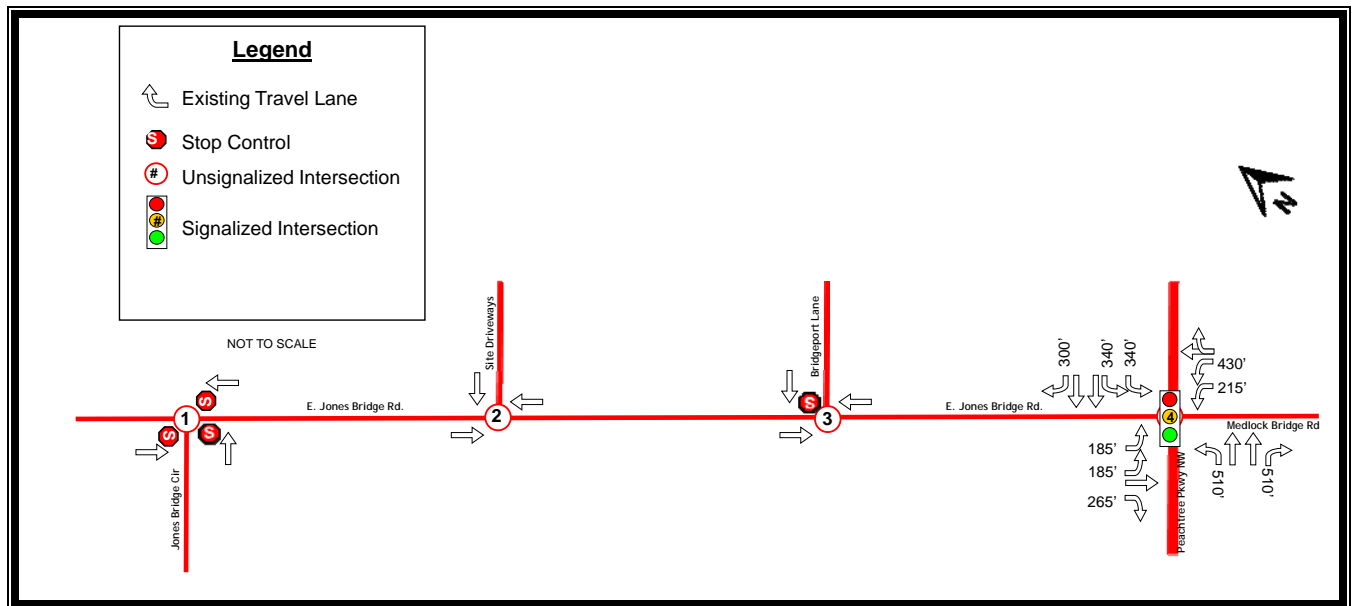 Legend
Existing Travel Lane
S
Stop Control
#
Unsignalized Intersection
#
Signalized Intersection
NOT TO SCALE
N
Site Driveways
Bridgeport Lane
300'
340'
340'
430'
215'
S
E. Jones Bridge Rd.
S
E. Jones Bridge Rd.
1
2
3
4
Medlock Bridge Rd
S
S
185'
185'
265'
510'
510'
Jones Bridge Cir
Peachtree Pkwy NW